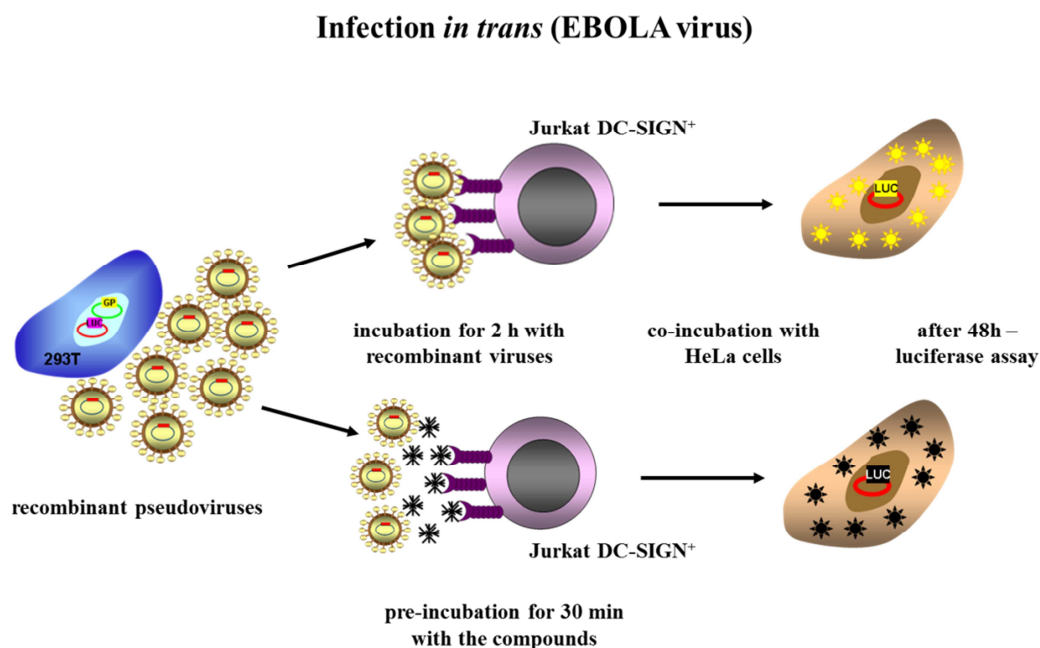 Infection in trans (EBOLA virus)
Jurkat DC-SIGN⁺
LUC
GP
LUC
293T
incubation for 2 h with
recombinant viruses
co-incubation with
HeLa cells
after 48h –
luciferase assay
recombinant pseudoviruses
LUC
Jurkat DC-SIGN⁺
pre-incubation for 30 min
with the compounds